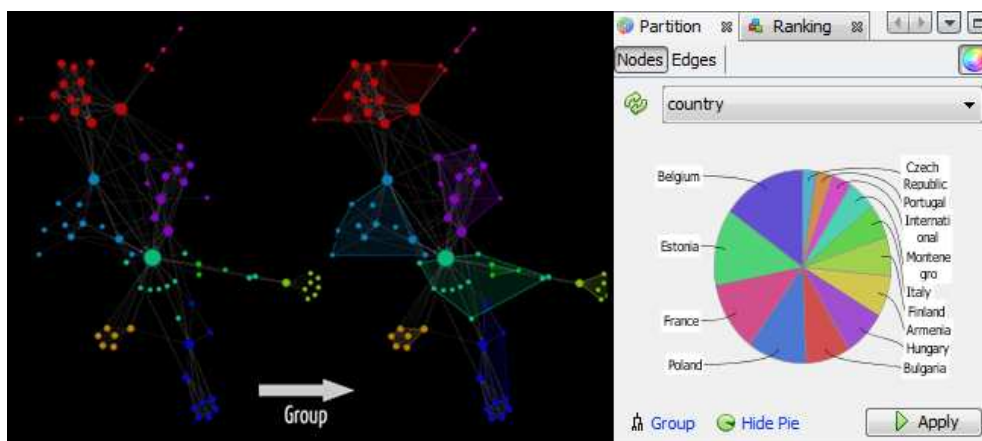 Partition
Ranking
Nodes
Edges
country
Belgium
Estonia
France
Poland
Czech
Republic
Portugal
Internati
onal
Montene
gro
Italy
Finland
Armenia
Hungary
Bulgaria
Group
Group
Hide Pie
Apply